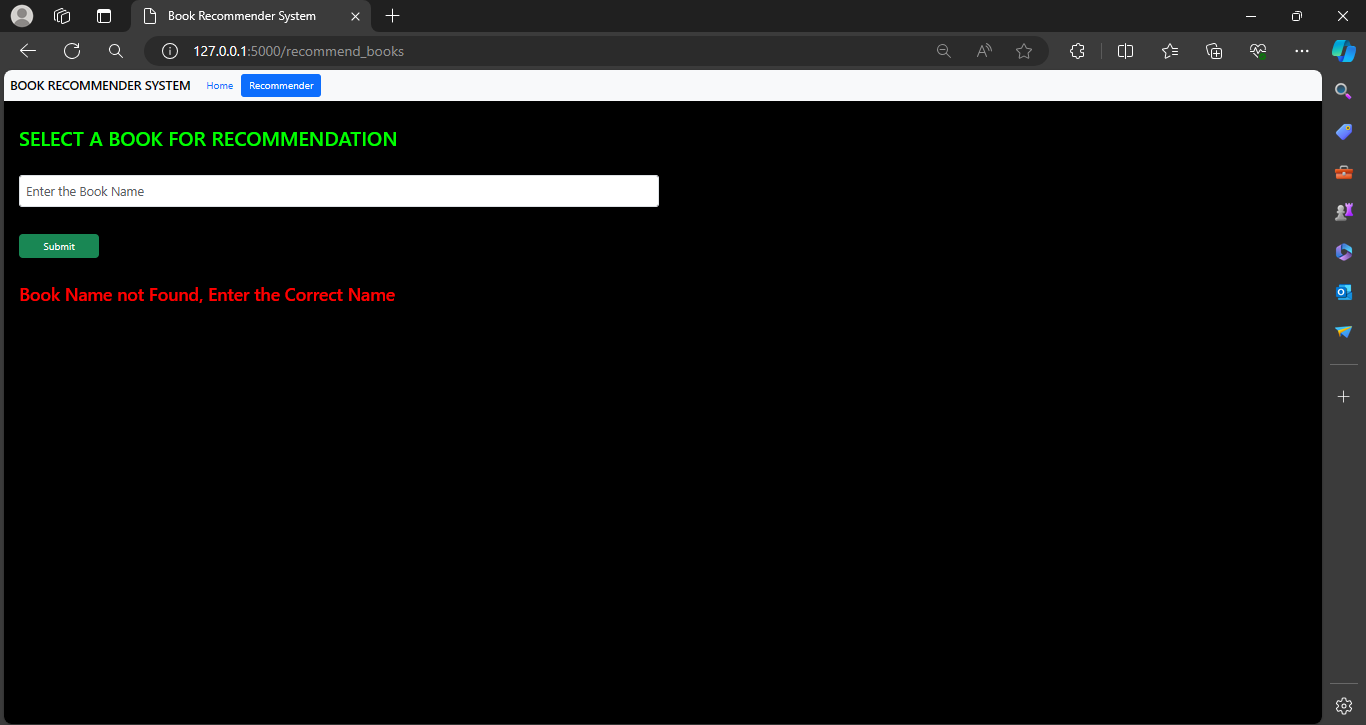 Book Recommender System
127.0.0.1:5000/recommend_books
BOOK RECOMMENDER SYSTEM Home Recommender
SELECT A BOOK FOR RECOMMENDATION
Enter the Book Name
Submit
Book Name not Found, Enter the Correct Name